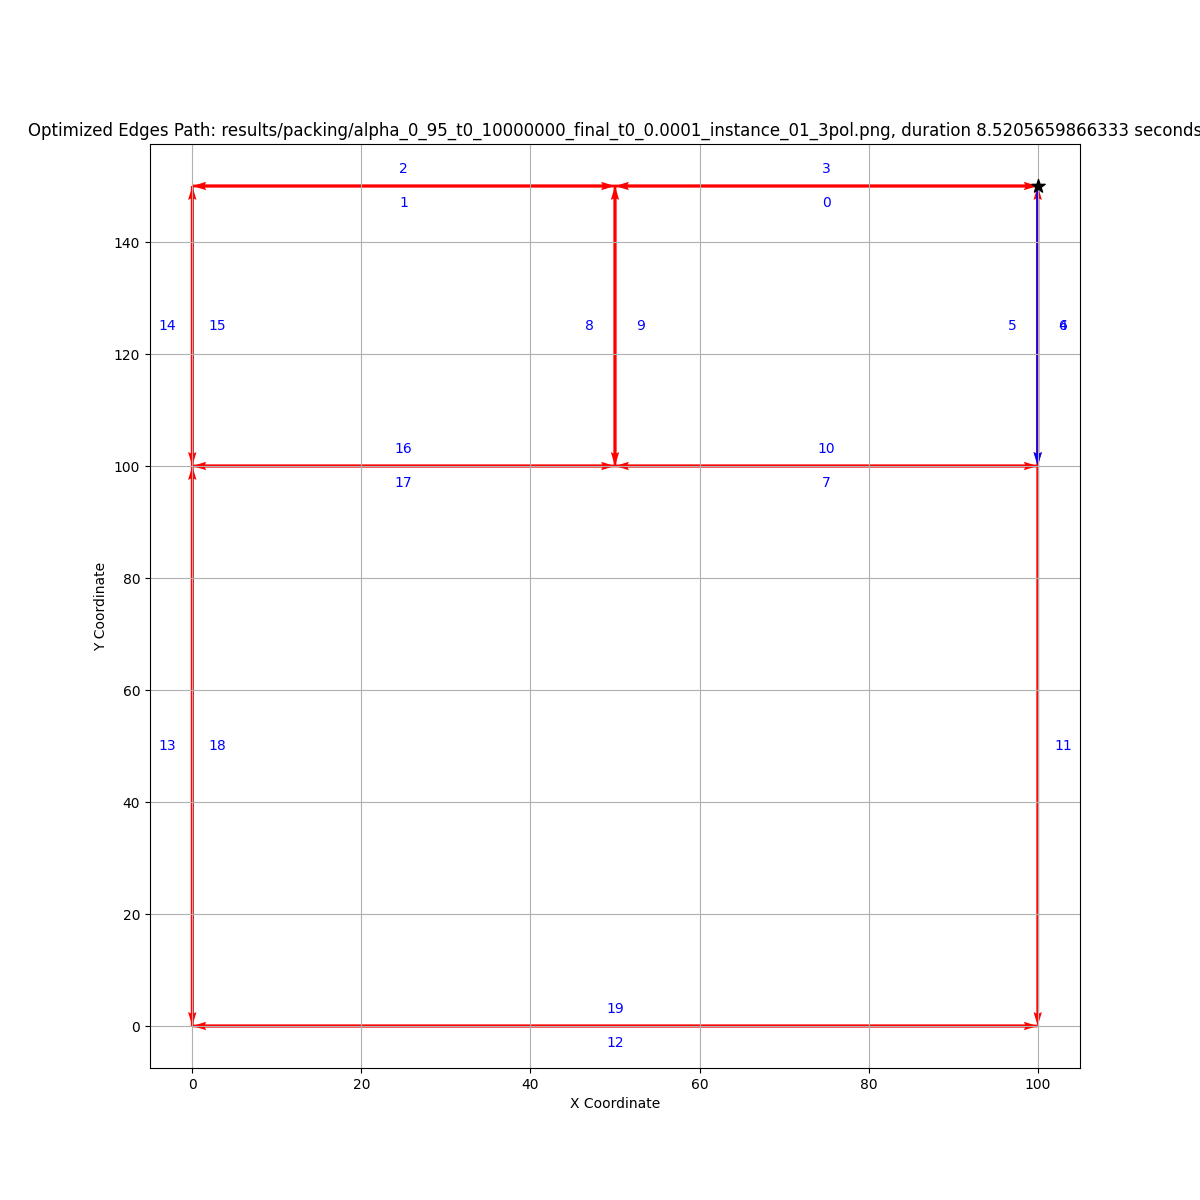 Optimized Edges Path: results/packing/alpha_0_95_t0_10000000_final_t0_0.0001_instance_01_3pol.png, duration 8.5205659866333 seconds
2 3
1 0
140
14 15 8 9 5
120
16 10
100
17 7
80
Y Coordinate
60
13 18 11
40
20
19
0
12
0 20 40 60 80 100
X Coordinate